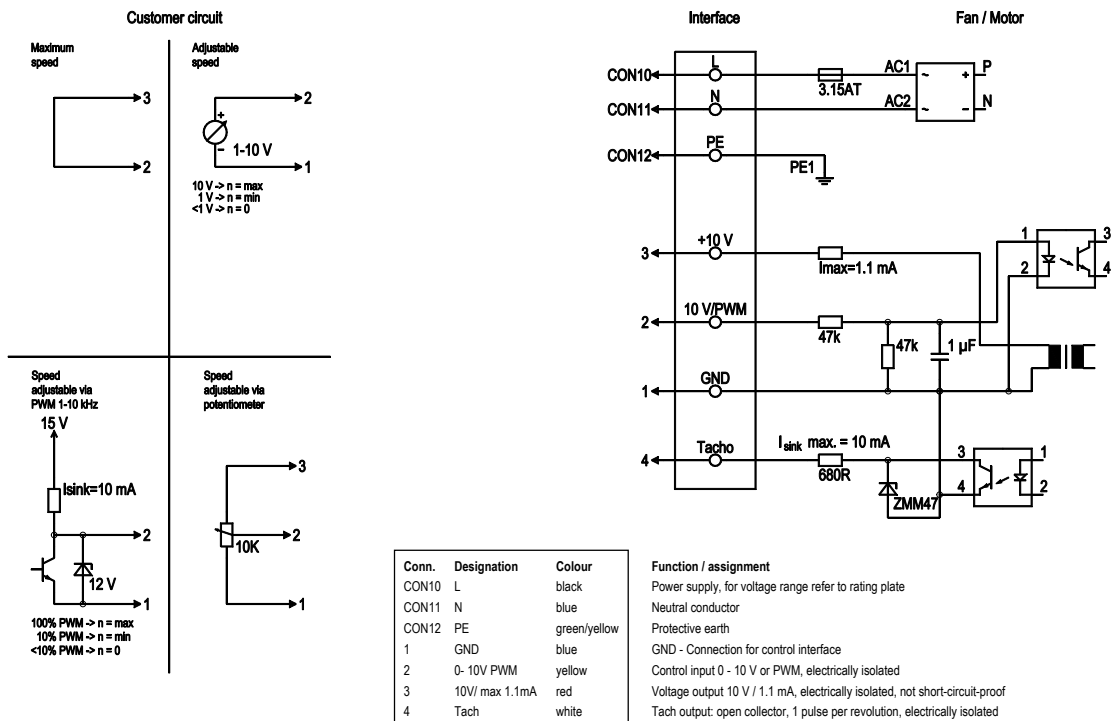 Customer circuit
Interface
Fan / Motor
Maximum
speed
3
2
Adjustable
speed
2
+
1-10 V
–
1
10 V -> n = max
1 V -> n = min
<1 V -> n = 0
Speed
adjustable via
PWM 1-10 kHz
15 V
Isink=10 mA
2
12 V
1
100% PWM -> n = max
10% PWM -> n = min
<10% PWM -> n = 0
Speed
adjustable via
potentiometer
3
2
10K
1
CON10 L 3.15AT AC1 ~ + P
CON11 N AC2 ~ – N
CON12 PE PE1
3 +10 V Imax=1.1 mA
1 3
2 4
2 10 V/PWM 47k 47k 1 µF
1 GND
4 Tacho Isink max. = 10 mA 680R ZMM47
3 1
4 2
Conn. Designation Colour Function / assignment
CON10 L black Power supply, for voltage range refer to rating plate
CON11 N blue Neutral conductor
CON12 PE green/yellow Protective earth
1 GND blue GND - Connection for control interface
2 0- 10V PWM yellow Control input 0 - 10 V or PWM, electrically isolated
3 10V/ max 1.1mA red Voltage output 10 V / 1.1 mA, electrically isolated, not short-circuit-proof
4 Tach white Tach output: open collector, 1 pulse per revolution, electrically isolated